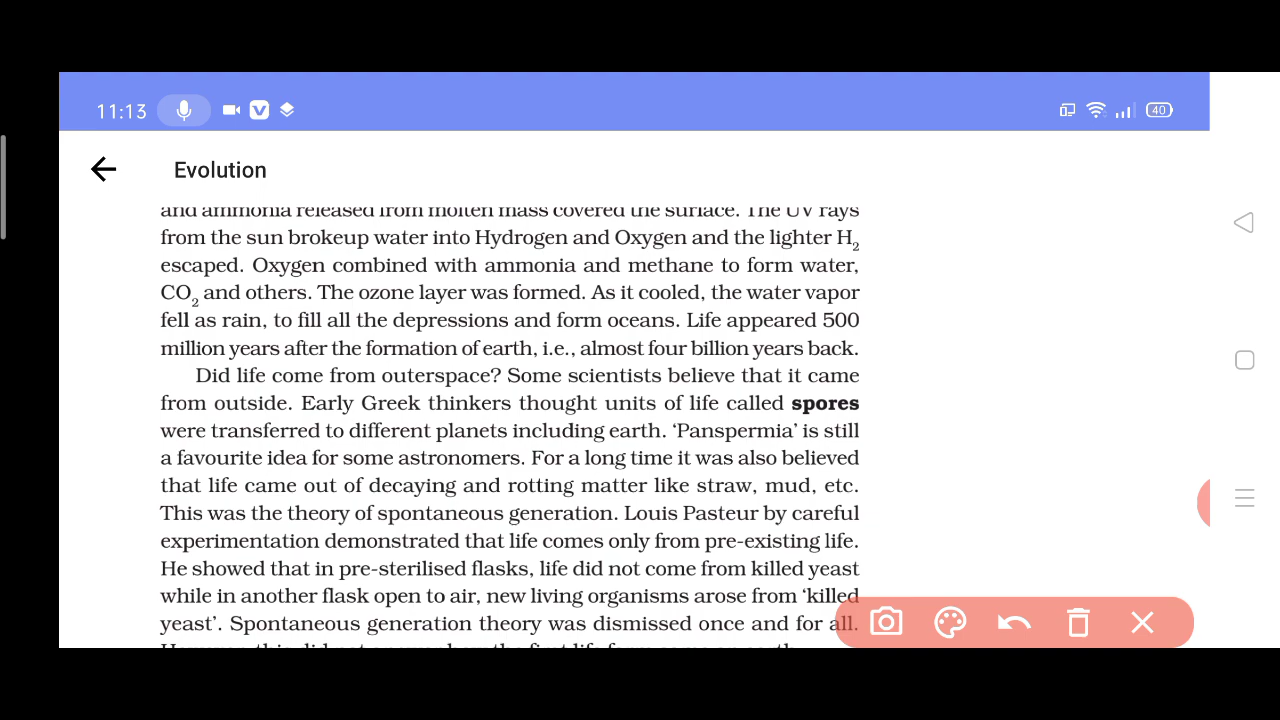 11:13
40
Evolution
and ammonia released from molten mass covered the surface. The UV rays
from the sun brokeup water into Hydrogen and Oxygen and the lighter H2
escaped. Oxygen combined with ammonia and methane to form water,
CO2 and others. The ozone layer was formed. As it cooled, the water vapor
fell as rain, to fill all the depressions and form oceans. Life appeared 500
million years after the formation of earth, i.e., almost four billion years back.
Did life come from outerspace? Some scientists believe that it came
from outside. Early Greek thinkers thought units of life called spores
were transferred to different planets including earth. ‘Panspermia’ is still
a favourite idea for some astronomers. For a long time it was also believed
that life came out of decaying and rotting matter like straw, mud, etc.
This was the theory of spontaneous generation. Louis Pasteur by careful
experimentation demonstrated that life comes only from pre-existing life.
He showed that in pre-sterilised flasks, life did not come from killed yeast
while in another flask open to air, new living organisms arose from ‘killed
yeast’. Spontaneous generation theory was dismissed once and for all.